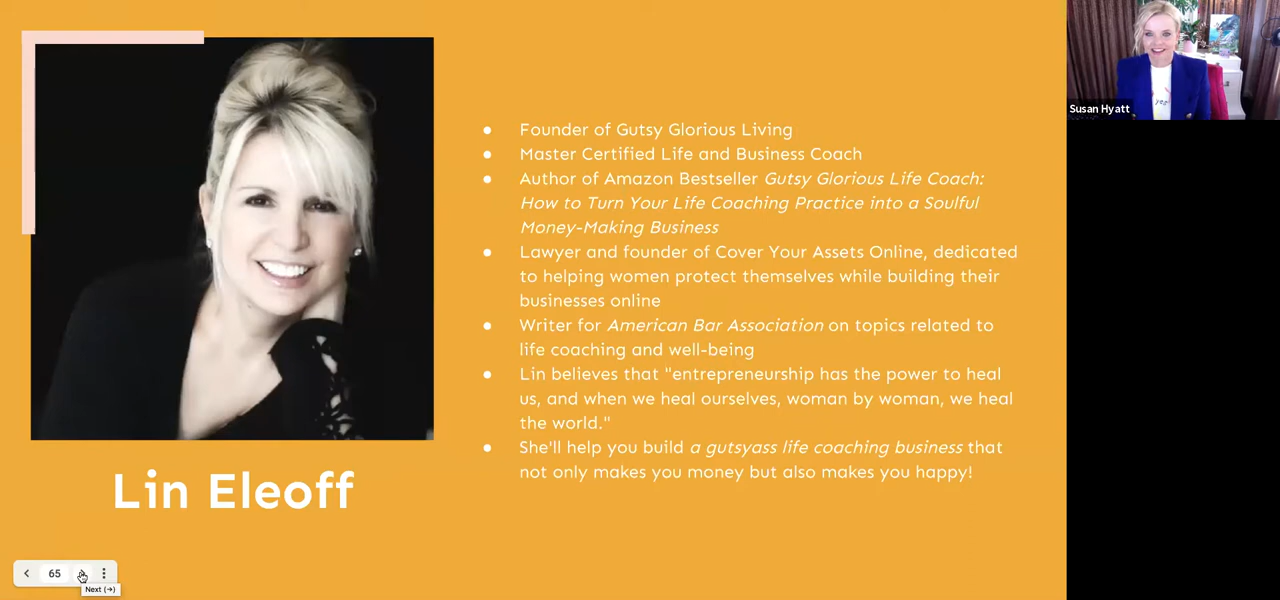 Founder of Gutsy Glorious Living
Master Certified Life and Business Coach
Author of Amazon Bestseller Gutsy Glorious Life Coach:
How to Turn Your Life Coaching Practice into a Soulful
Money-Making Business
Lawyer and founder of Cover Your Assets Online, dedicated
to helping women protect themselves while building their
businesses online
Writer for American Bar Association on topics related to
life coaching and well-being
Lin believes that "entrepreneurship has the power to heal
us, and when we heal ourselves, woman by woman, we heal
the world."
She'll help you build a gutsyass life coaching business that
not only makes you money but also makes you happy!
Lin Eleoff
65
Next (→)
Susan Hyatt